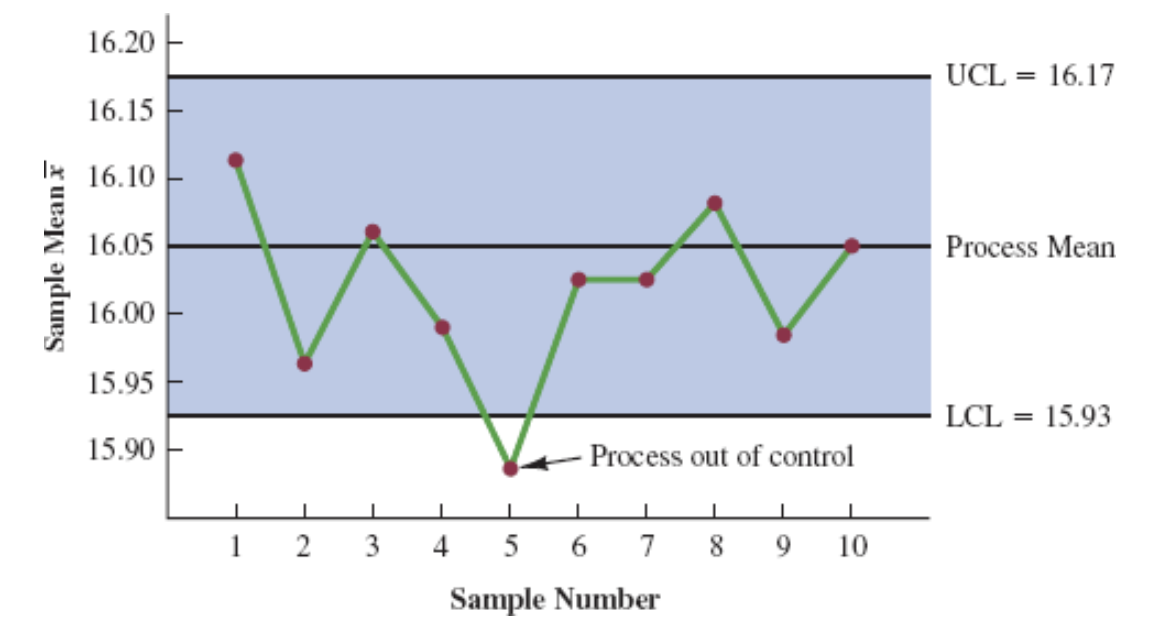 16.20
UCL = 16.17
16.15
16.10
16.05
Process Mean
16.00
15.95
LCL = 15.93
15.90
Process out of control
Sample Mean x̅
1 2 3 4 5 6 7 8 9 10
Sample Number